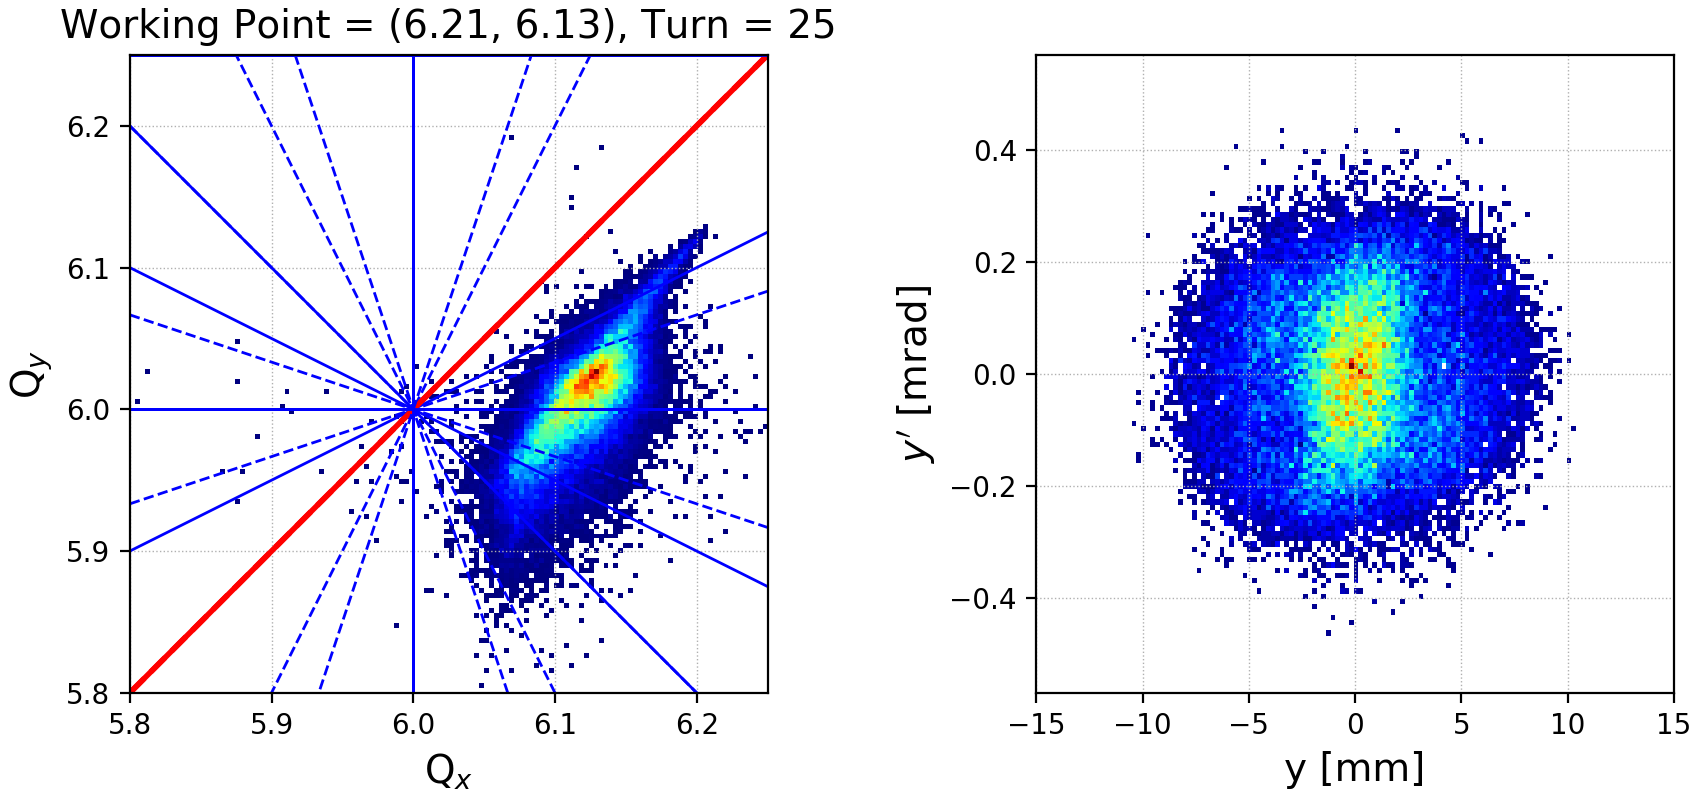 Working Point = (6.21, 6.13), Turn = 25
Q_y
6.2
6.1
6.0
5.9
5.8
5.8 5.9 6.0 6.1 6.2
Q_x
y′ [mrad]
0.4
0.2
0.0
−0.2
−0.4
−15 −10 −5 0 5 10 15
y [mm]